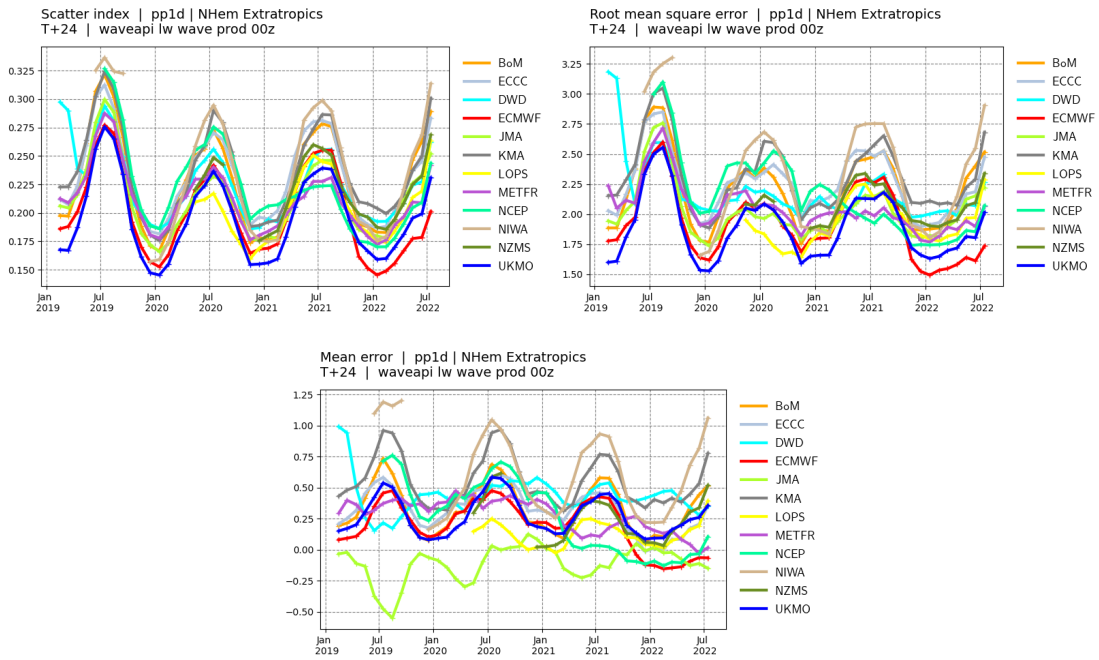 Scatter index | pp1d | NHem Extratropics
T+24 | waveapi lw wave prod 00z
0.325
0.300
0.275
0.250
0.225
0.200
0.175
0.150
Jan 2019
Jul 2019
Jan 2020
Jul 2020
Jan 2021
Jul 2021
Jan 2022
Jul 2022
BoM
ECCC
DWD
ECMWF
JMA
KMA
LOPS
METFR
NCEP
NIWA
NZMS
UKMO
Root mean square error | pp1d | NHem Extratropics
T+24 | waveapi lw wave prod 00z
3.25
3.00
2.75
2.50
2.25
2.00
1.75
1.50
Jan 2019
Jul 2019
Jan 2020
Jul 2020
Jan 2021
Jul 2021
Jan 2022
Jul 2022
BoM
ECCC
DWD
ECMWF
JMA
KMA
LOPS
METFR
NCEP
NIWA
NZMS
UKMO
Mean error | pp1d | NHem Extratropics
T+24 | waveapi lw wave prod 00z
1.25
1.00
0.75
0.50
0.25
0.00
−0.25
−0.50
Jan 2019
Jul 2019
Jan 2020
Jul 2020
Jan 2021
Jul 2021
Jan 2022
Jul 2022
BoM
ECCC
DWD
ECMWF
JMA
KMA
LOPS
METFR
NCEP
NIWA
NZMS
UKMO